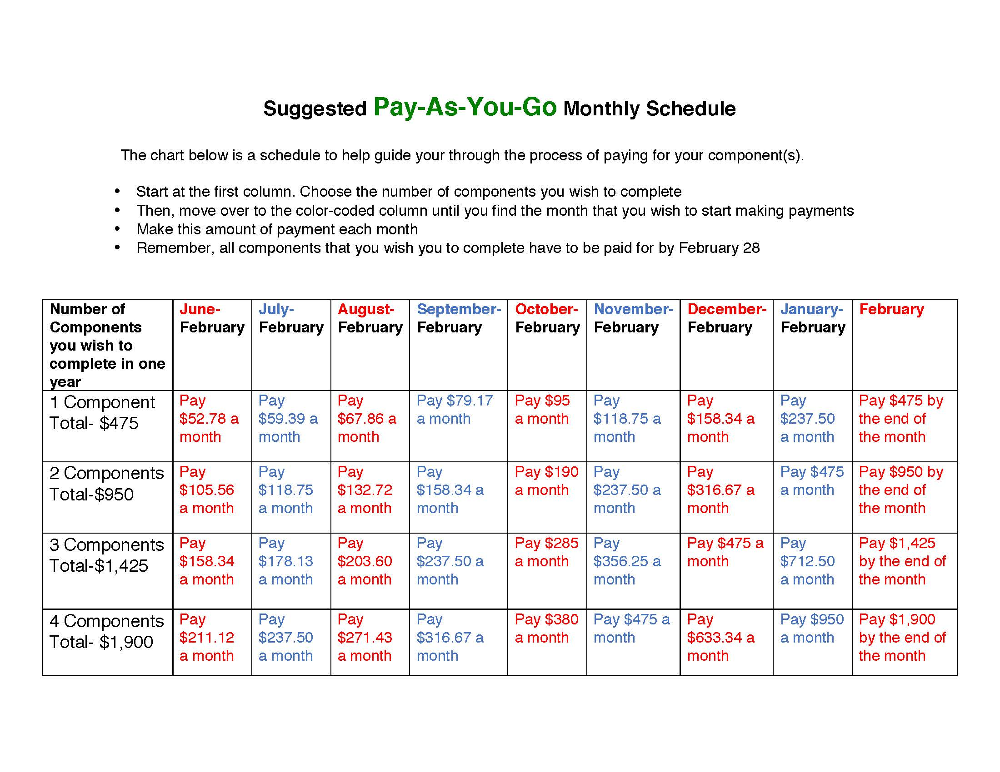 Suggested Pay-As-You-Go Monthly Schedule
The chart below is a schedule to help guide your through the process of paying for your component(s).
• Start at the first column. Choose the number of components you wish to complete
• Then, move over to the color-coded column until you find the month that you wish to start making payments
• Make this amount of payment each month
• Remember, all components that you wish you to complete have to be paid for by February 28
Number of
Components
you wish to
complete in one
year
June-
February
July-
February
August-
February
September-
February
October-
February
November-
February
December-
February
January-
February
February
1 Component
Total- $475
Pay
$52.78 a
month
Pay
$59.39 a
month
Pay
$67.86 a
month
Pay $79.17
a month
Pay $95
a month
Pay
$118.75 a
month
Pay
$158.34 a
month
Pay
$237.50
a month
Pay $475 by
the end of
the month
2 Components
Total-$950
Pay
$105.56
a month
Pay
$118.75
a month
Pay
$132.72
a month
Pay
$158.34 a
month
Pay $190
a month
Pay
$237.50 a
month
Pay
$316.67 a
month
Pay $475
a month
Pay $950 by
the end of
the month
3 Components
Total-$1,425
Pay
$158.34
a month
Pay
$178.13
a month
Pay
$203.60
a month
Pay
$237.50 a
month
Pay $285
a month
Pay
$356.25 a
month
Pay $475 a
month
Pay
$712.50
a month
Pay $1,425
by the end of
the month
4 Components
Total- $1,900
Pay
$211.12
a month
Pay
$237.50
a month
Pay
$271.43
a month
Pay
$316.67 a
month
Pay $380
a month
Pay $475 a
month
Pay
$633.34 a
month
Pay $950
a month
Pay $1,900
by the end of
the month